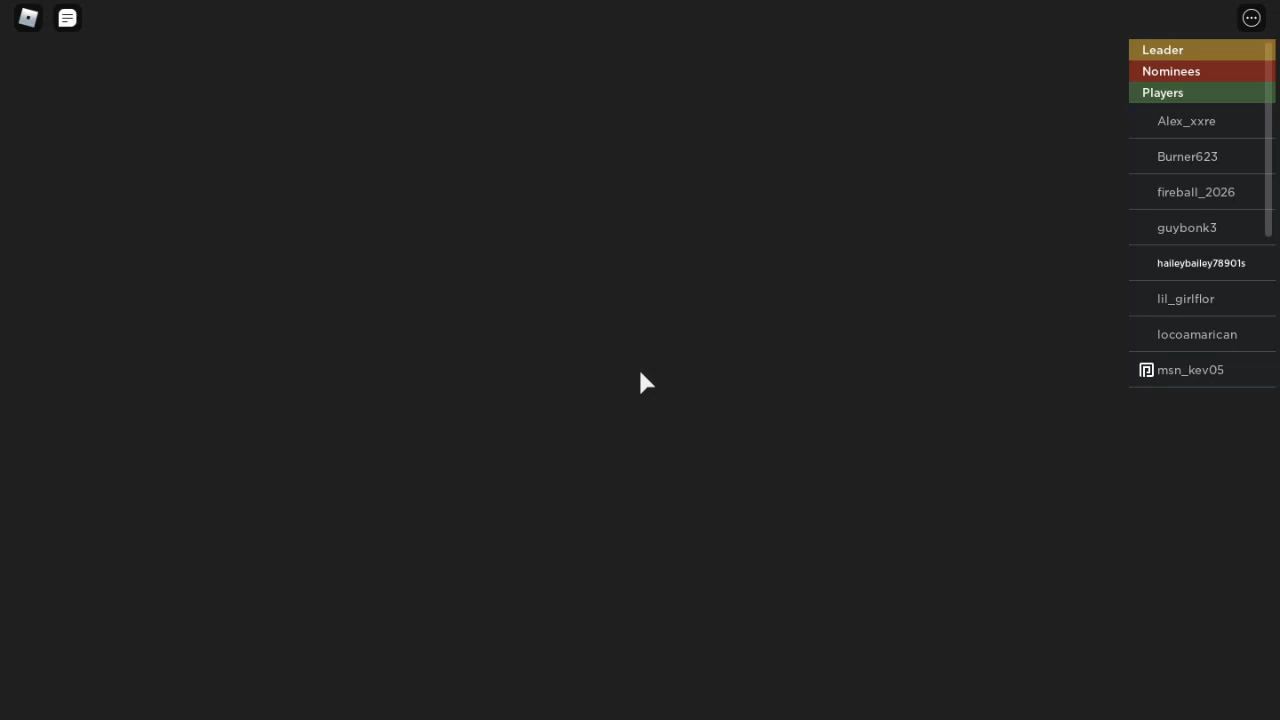 Leader
Nominees
Players
Alex_xxre
Burner623
fireball_2026
guybonk3
haileybailey78901s
lil_girlflor
locoamarican
msn_kev05